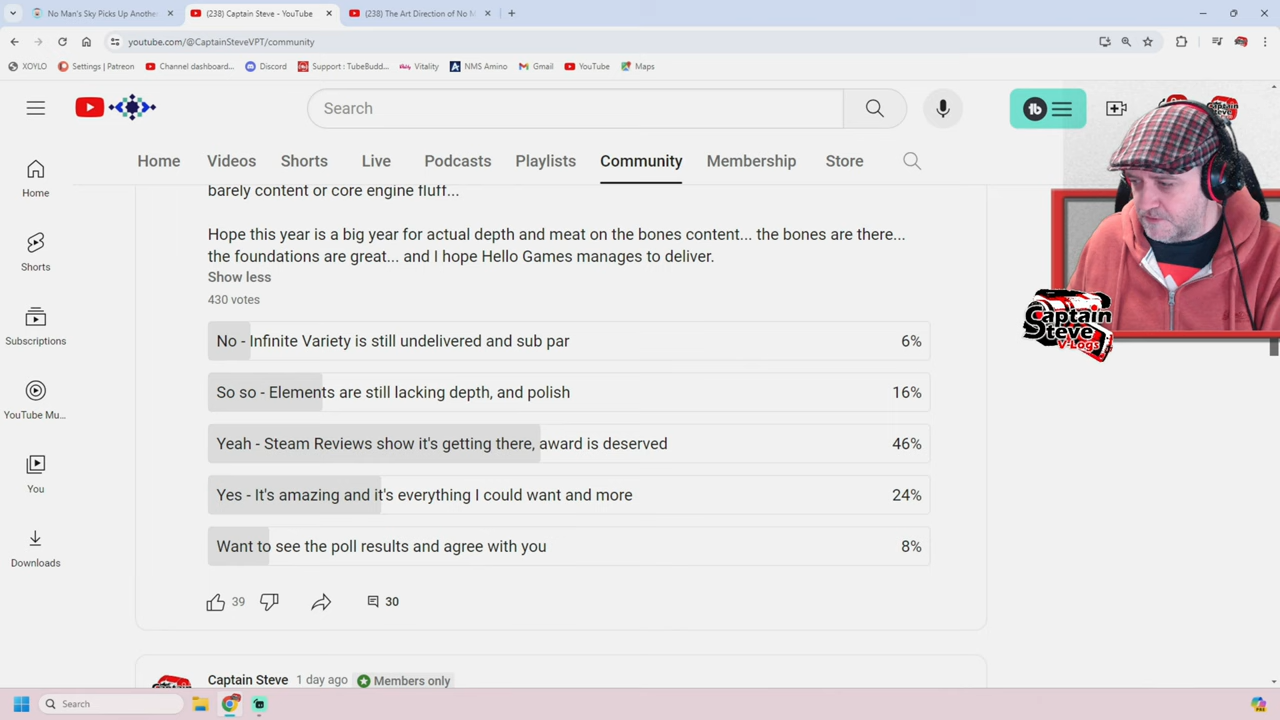 No Man's Sky Picks Up Anothe
(238) Captain Steve - YouTube
(238) The Art Direction of No M
youtube.com/@CaptainSteveVPT/community
XOYLO
Settings | Patreon
Channel dashboard...
Discord
Support : TubeBudd...
Vitality
NMS Amino
Gmail
YouTube
Maps
Search
Home
Videos
Shorts
Live
Podcasts
Playlists
Community
Membership
Store
Home
Shorts
Subscriptions
YouTube Mu...
You
Downloads
barely content or core engine fluff...
Hope this year is a big year for actual depth and meat on the bones content... the bones are there...
the foundations are great... and I hope Hello Games manages to deliver.
Show less
430 votes
No - Infinite Variety is still undelivered and sub par 6%
So so - Elements are still lacking depth, and polish 16%
Yeah - Steam Reviews show it's getting there, award is deserved 46%
Yes - It's amazing and it's everything I could want and more 24%
Want to see the poll results and agree with you 8%
39
30
Captain Steve 1 day ago Members only
Captain
Steve
V-Logs
Search